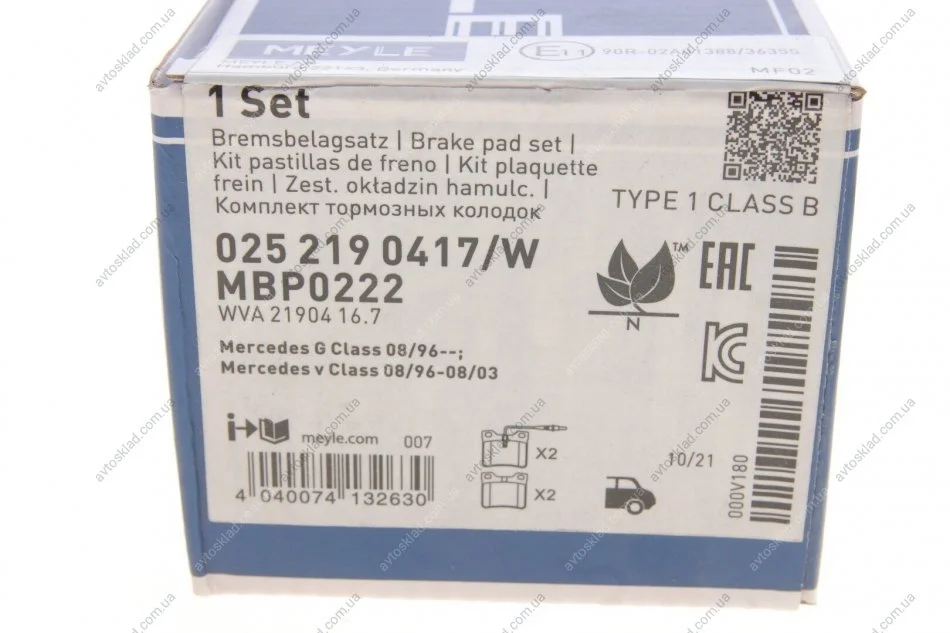 MEYLE
E11 90R-02A
MF02
1 Set
Bremsbelagsatz | Brake pad set |
Kit pastillas de freno | Kit plaquette
frein | Zest. okładzin hamulc. |
Комплект тормозных колодок
TYPE 1 CLASS B
025 219 0417/W
MBP0222
WVA 21904 16.7
TM
EAC
N
Mercedes G Class 08/96--;
Mercedes v Class 08/96-08/03
KC
i
meyle.com 007
X2
X2
10/21
000V180
4 040074 132630
avtosklad.com.ua